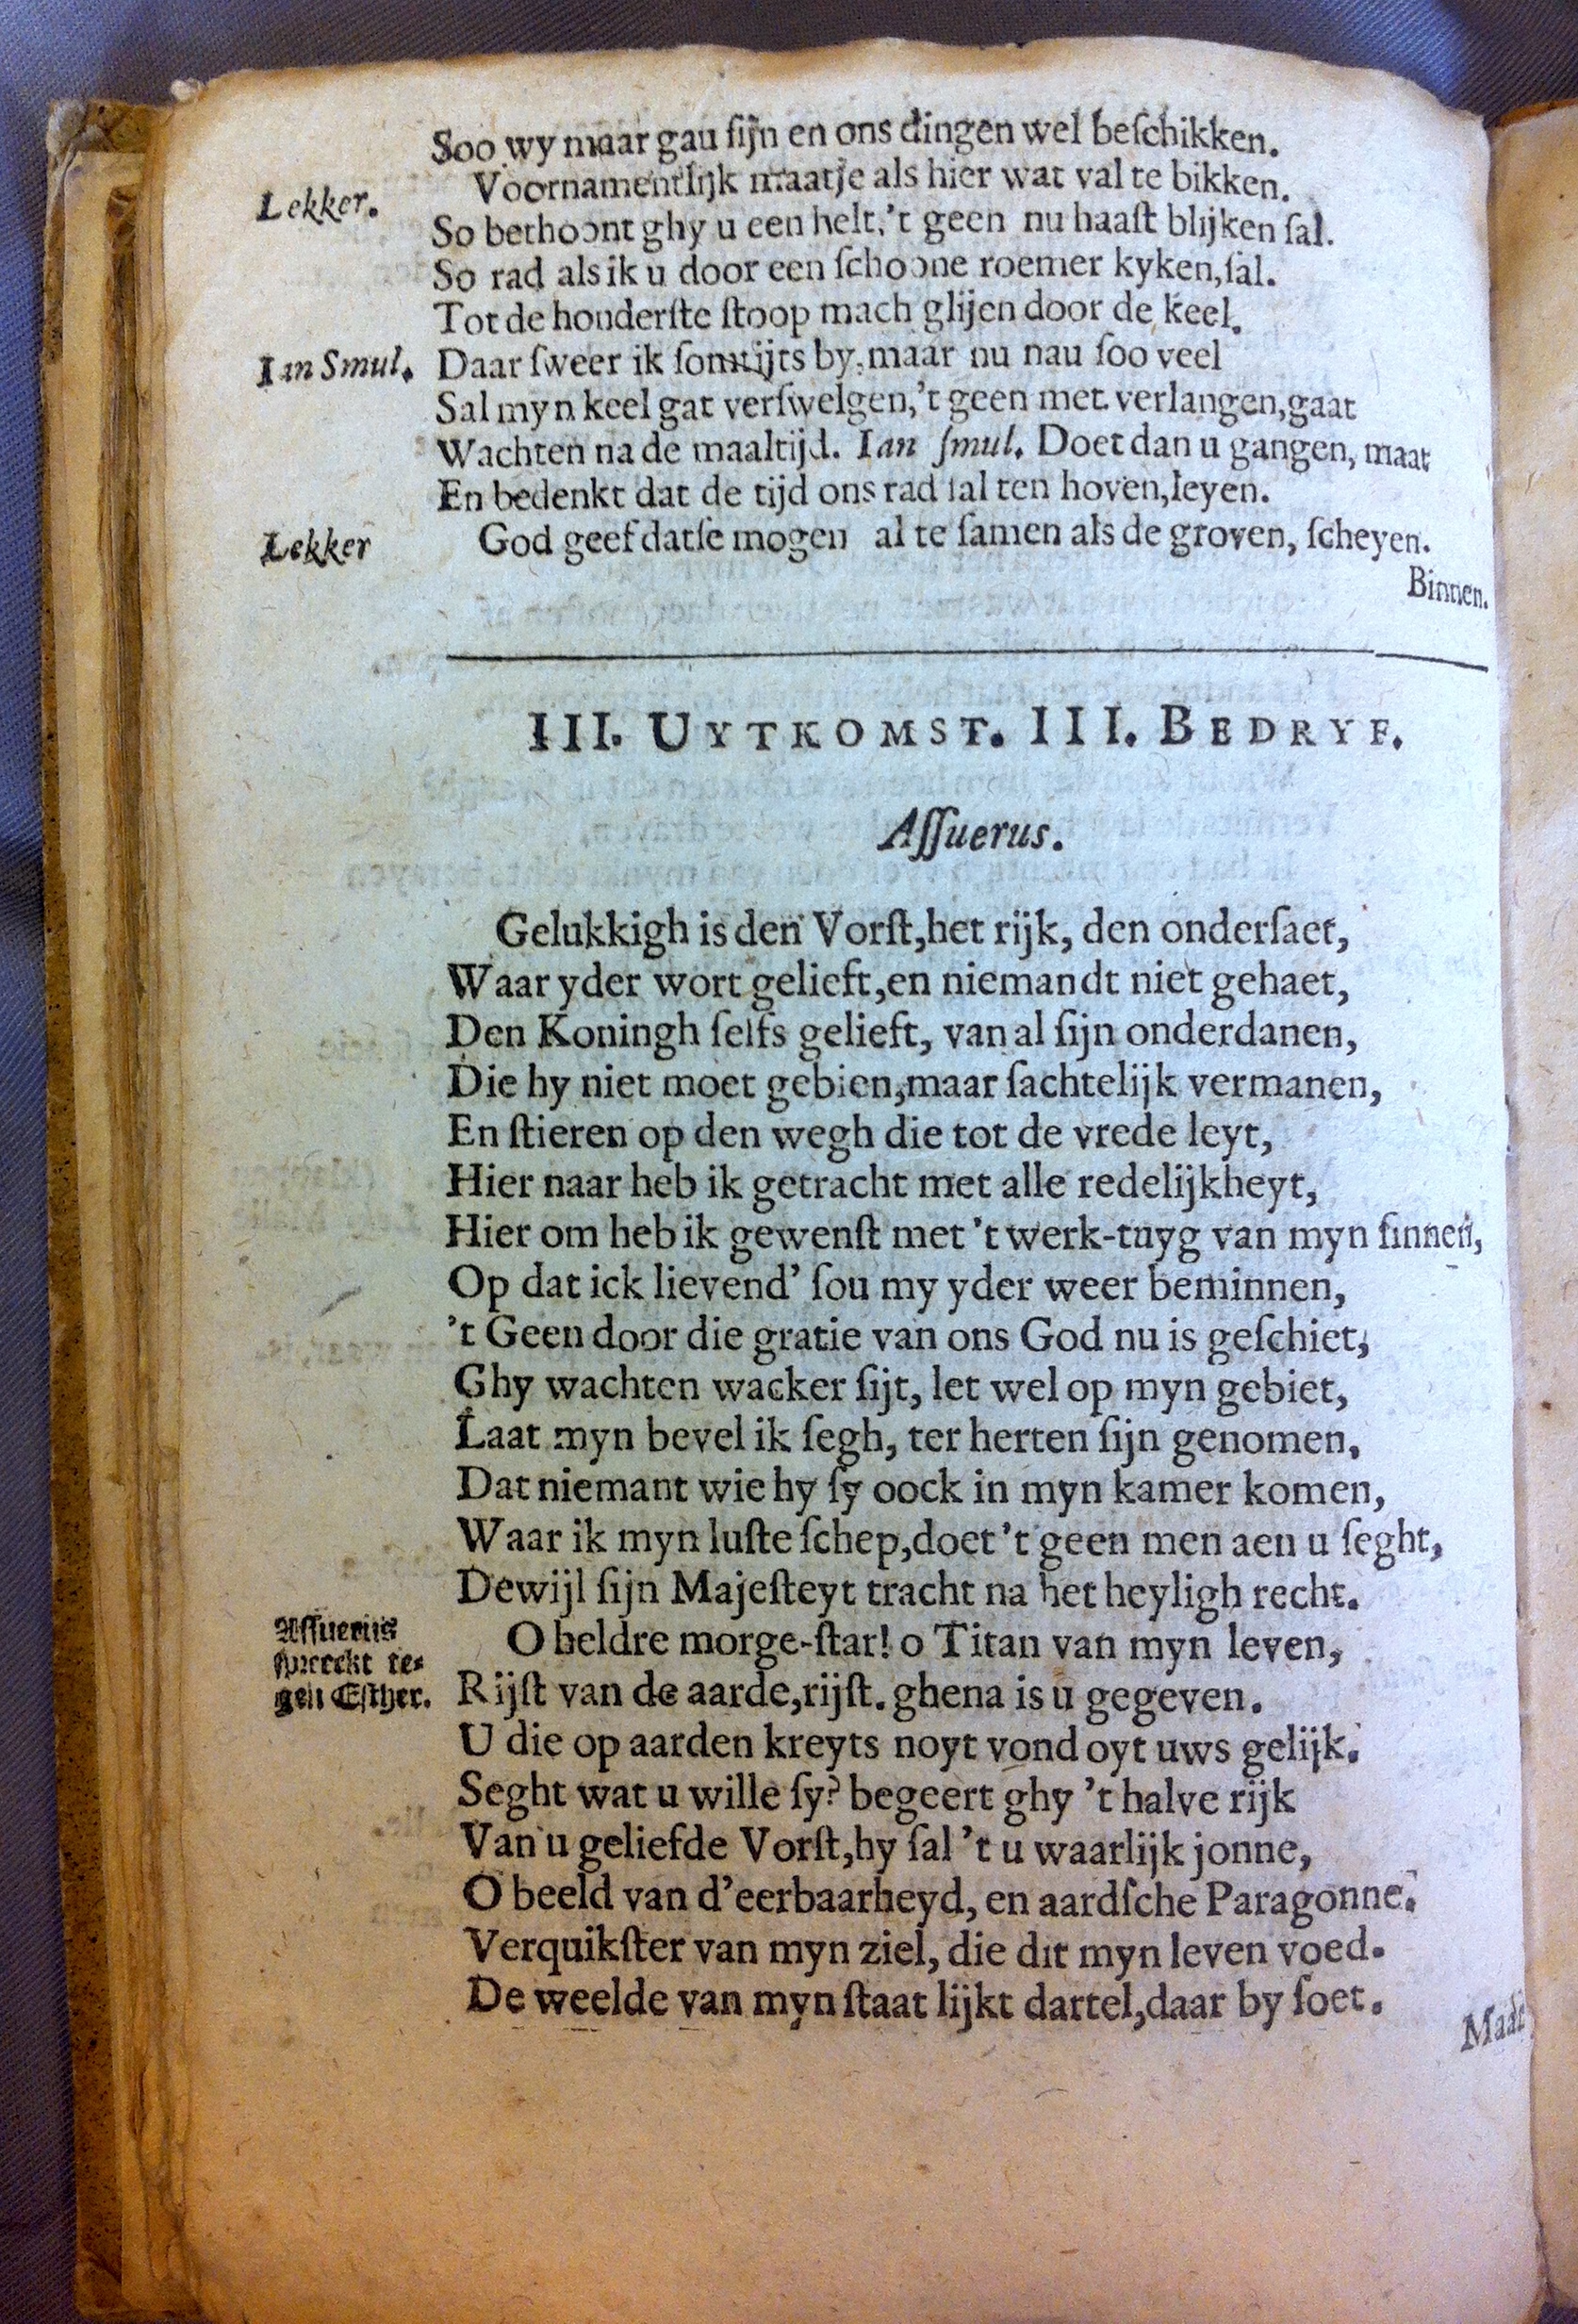 Soo wy maar gau sijn en ons dingen wel beschikken.
Lekker. Voornamentlijk maatje als hier wat val te bikken.
So bethoont ghy u een helt, 't geen nu haast blijken sal.
So rad als ik u door een schoone roemer kyken, sal.
Tot de honderste stoop mach glijen door de keel.
Ian Smul. Daar sweer ik somtijts by, maar nu nau soo veel
Sal myn keel gat verswelgen, 't geen met verlangen, gaat
Wachten na de maaltijd. Ian smul. Doet dan u gangen, maat
En bedenkt dat de tijd ons rad sal ten hoven, leyen.
Lekker God geef datse mogen al te samen als de groven, scheyen.
Binnen.
III. UYTKOMST. III. BEDRYF.
Assuerus.
Gelukkigh is den Vorst, het rijk, den ondersaet,
Waar yder wort gelieft, en niemandt niet gehaet,
Den Koningh selfs gelieft, van al sijn onderdanen,
Die hy niet moet gebien, maar sachtelijk vermanen,
En stieren op den wegh die tot de vrede leyt,
Hier naar heb ik getracht met alle redelijkheyt,
Hier om heb ik gewenst met 't werk-tuyg van myn sinnen,
Op dat ick lievend' sou my yder weer beminnen,
't Geen door die gratie van ons God nu is geschiet,
Ghy wachten wacker sijt, let wel op myn gebiet,
Laat myn bevel ik segh, ter herten sijn genomen,
Dat niemant wie hy sy oock in myn kamer komen,
Waar ik myn luste schep, doet 't geen men aen u seght,
Dewijl sijn Majesteyt tracht na het heyligh recht.
Assuerus spreekt tegen Esther. O heldre morge-star! o Titan van myn leven,
Rijst van de aarde, rijst. ghena is u gegeven.
U die op aarden kreyts noyt vond oyt uws gelijk.
Seght wat u wille sy? begeert ghy 't halve rijk
Van u geliefde Vorst, hy sal 't u waarlijk jonne,
O beeld van d'eerbaarheyd, en aardsche Paragonne.
Verquikster van myn ziel, die dit myn leven voed.
De weelde van myn staat lijkt dartel, daar by soet.